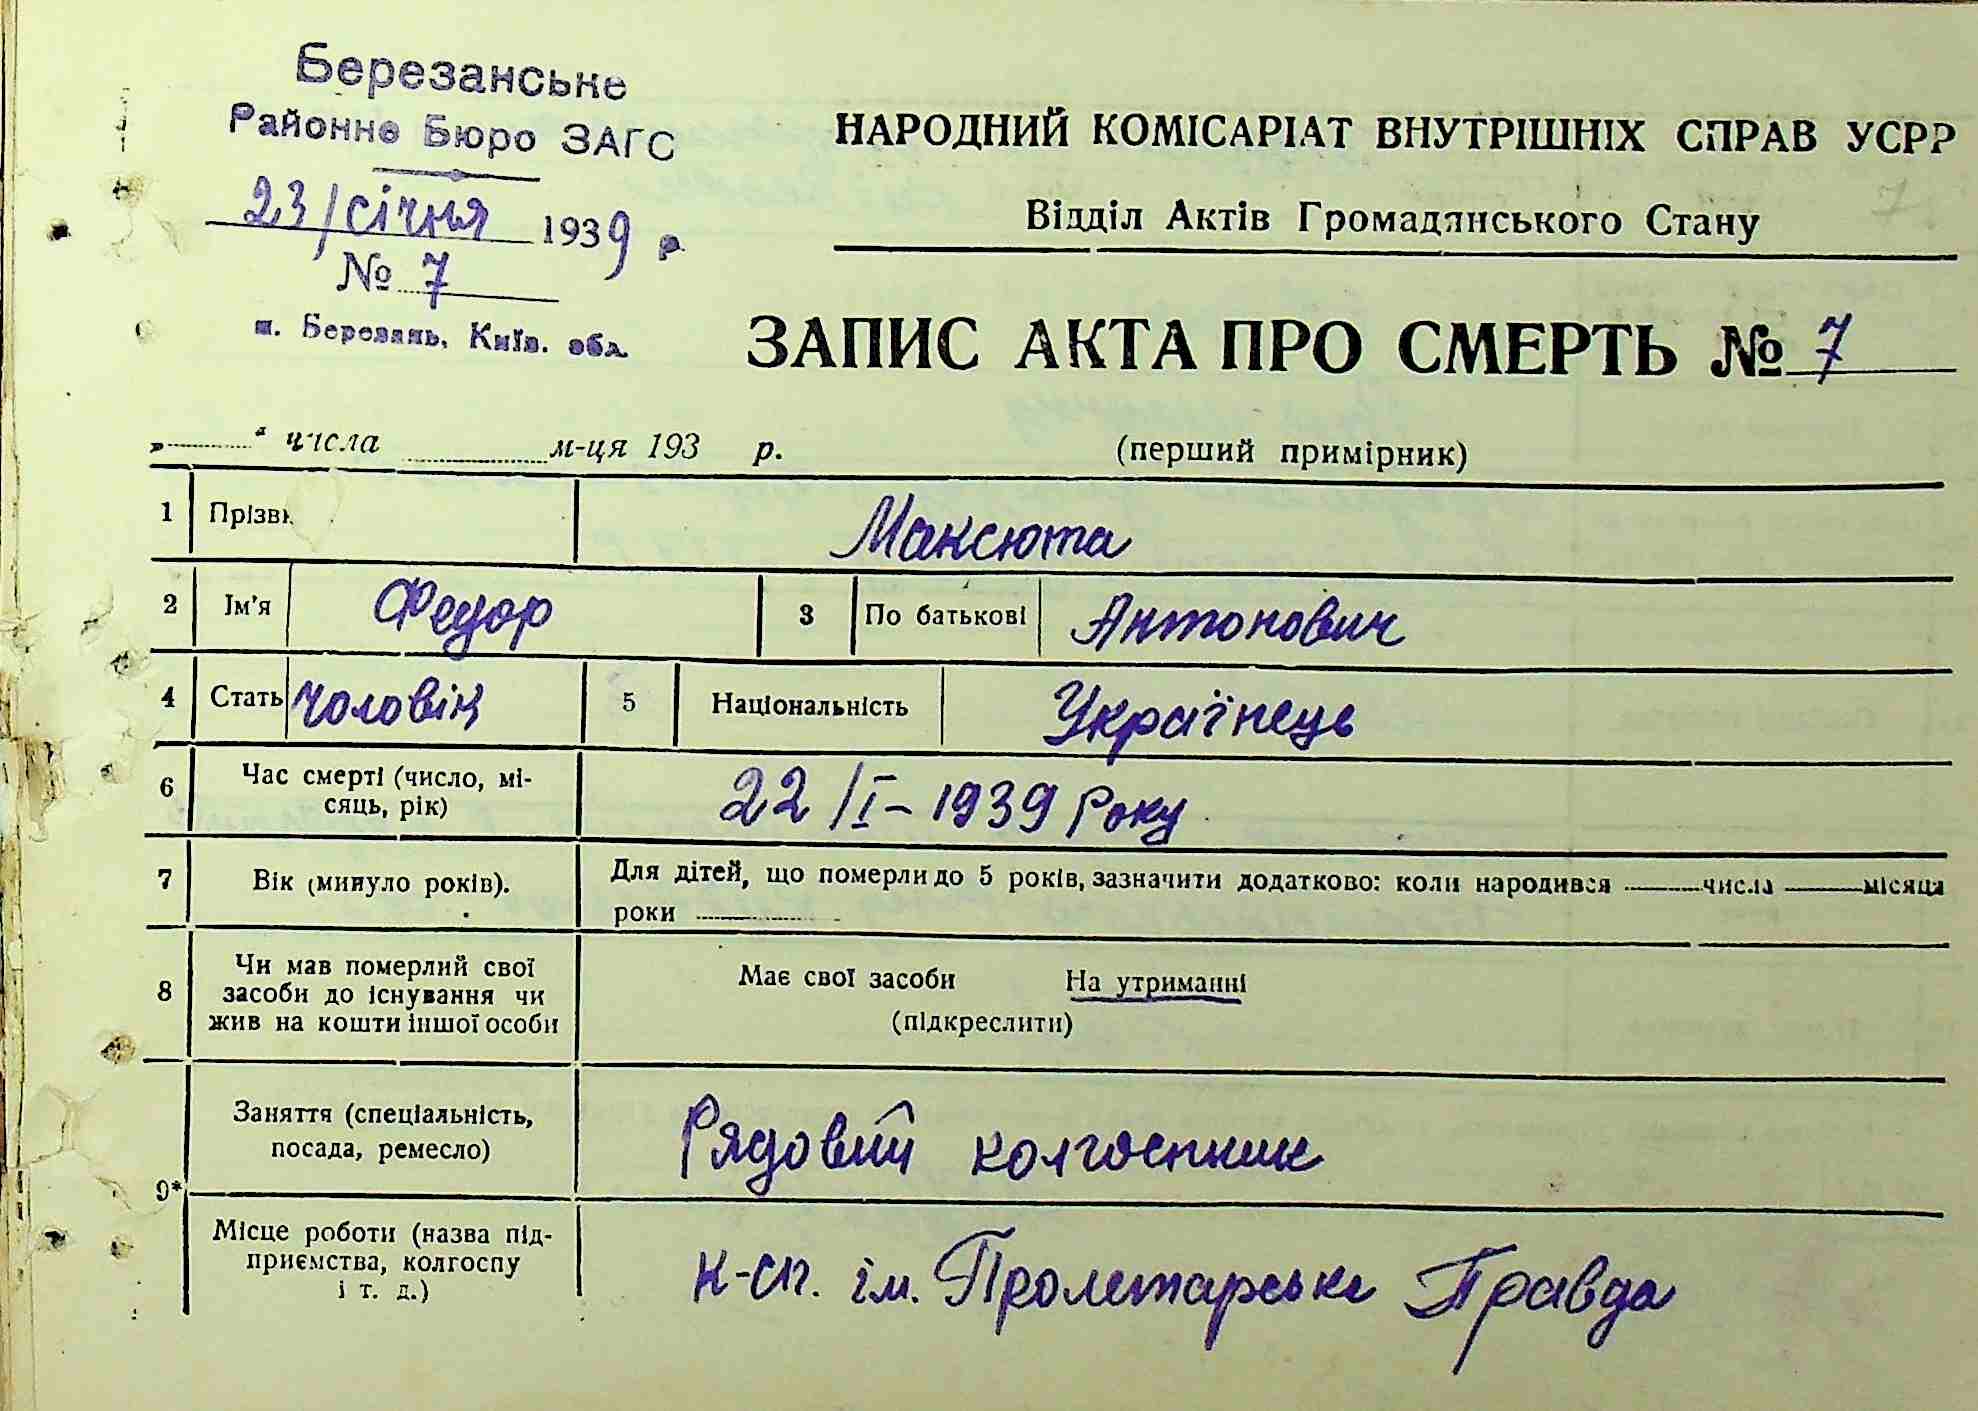 Березанське
Районне Бюро ЗАГС
23/січня 1939 р.
№ 7
м. Березань, Київ. обл.
НАРОДНИЙ КОМІСАРІАТ ВНУТРІШНІХ СПРАВ УСРР
Відділ Актів Громадянського Стану
ЗАПИС АКТА ПРО СМЕРТЬ № 7
„ “ числа м-ця 193 р. (перший примірник)
1 Прізви Максюта
2 Ім'я Федор 3 По батькові Антонович
4 Стать чоловік 5 Національність Українець
6 Час смерті (число, мі-
сяць, рік) 22/І-1939 Року
7 Вік (минуло років). Для дітей, що померли до 5 років, зазначити додатково: коли народився числа місяця
роки
8 Чи мав померлий свої
засоби до існування чи
жив на кошти іншої особи
Має свої засоби На утриманні
(підкреслити)
9* Заняття (спеціальність,
посада, ремесло) Рядовий колгоспник
Місце роботи (назва під-
приємства, колгоспу
і т. д.) к-сп. ім. Пролетарська Правда